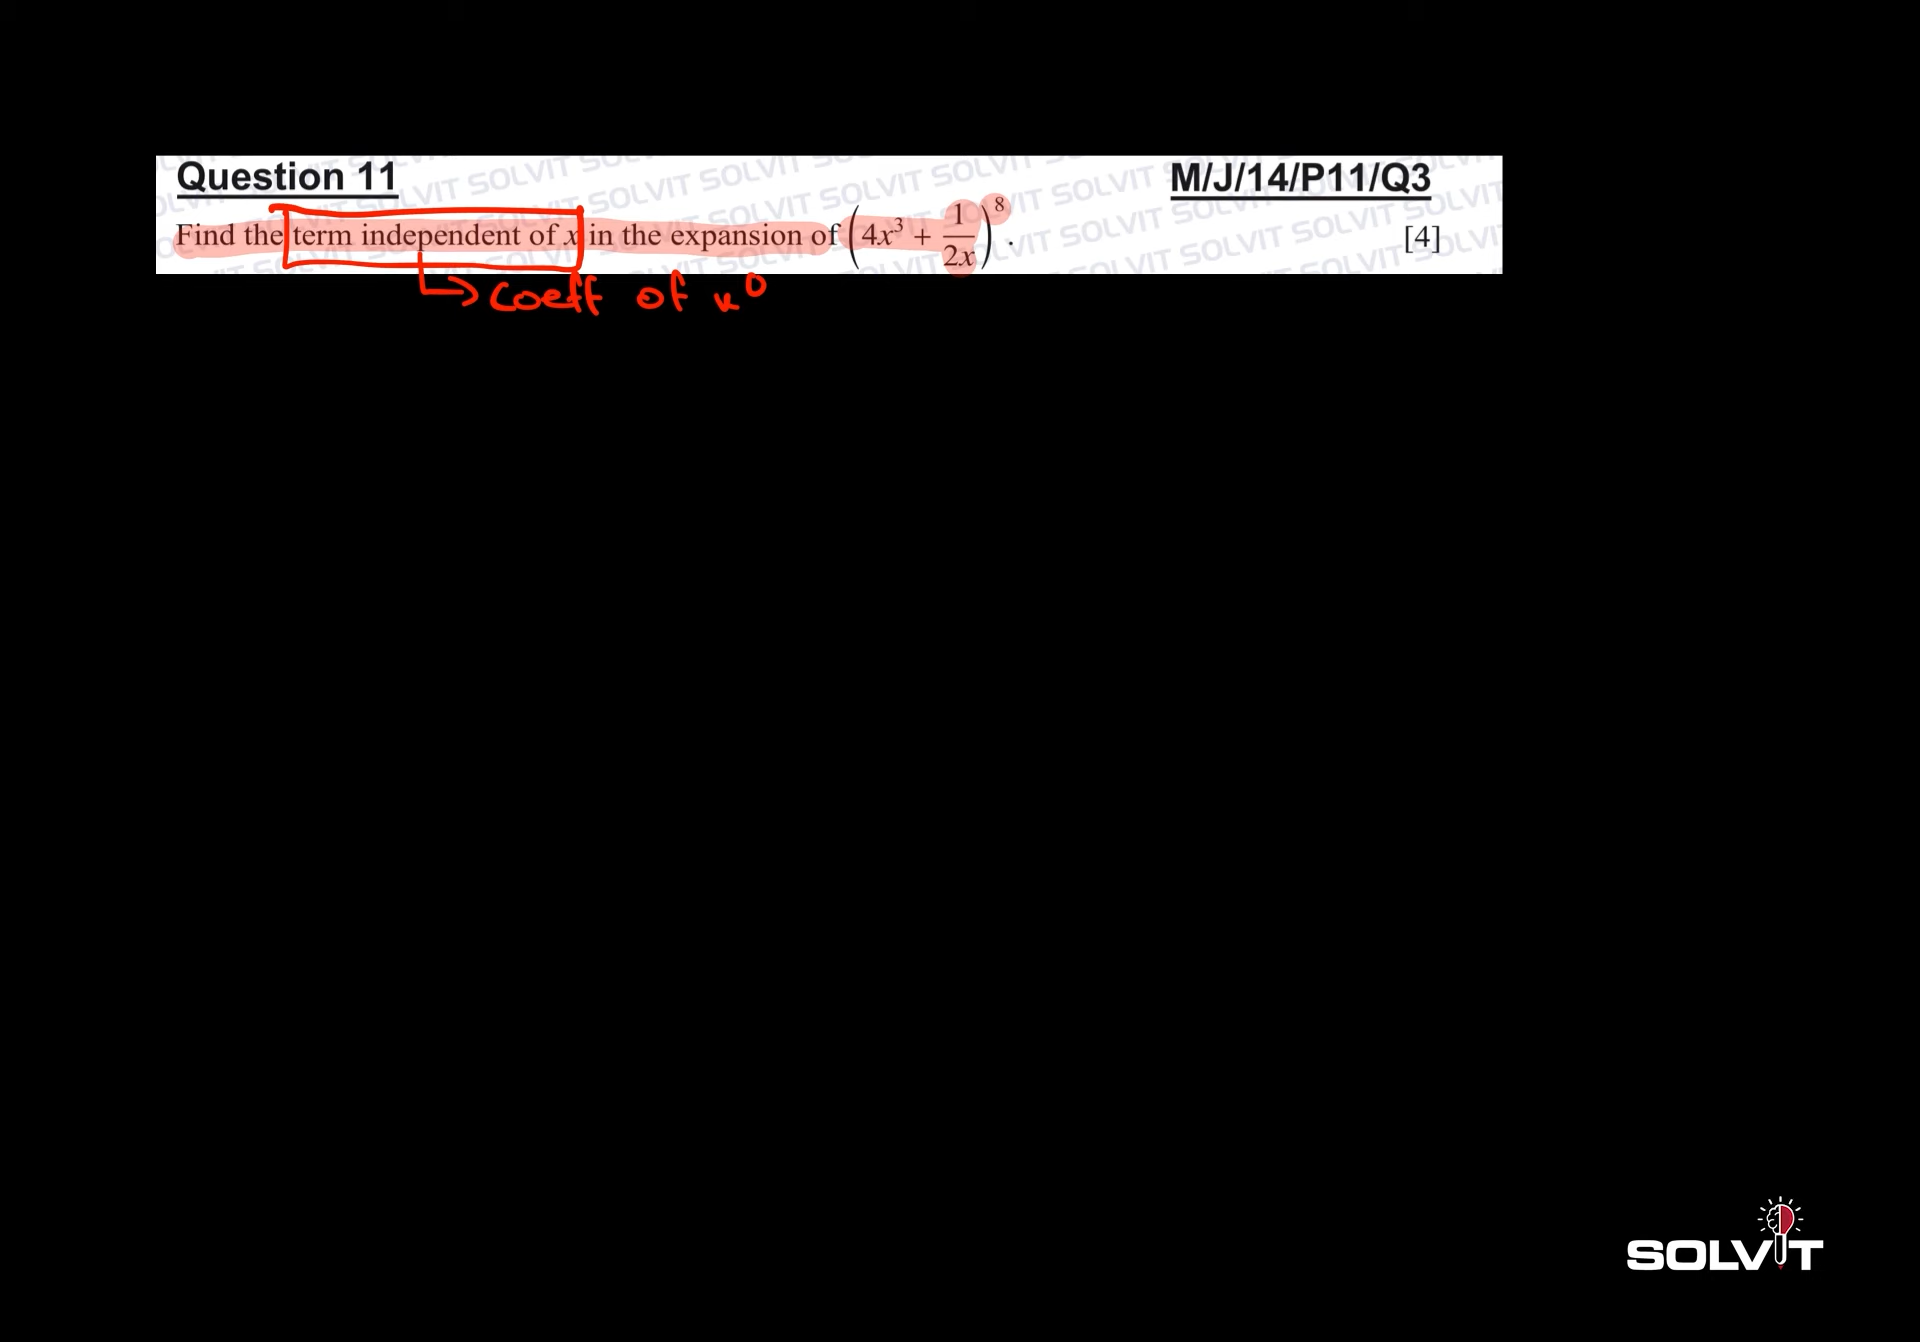 Question 11 M/J/14/P11/Q3
Find the term independent of x in the expansion of (4x³ + 1/2x)⁸. [4]
↳ coeff of x⁰
SOLVIT